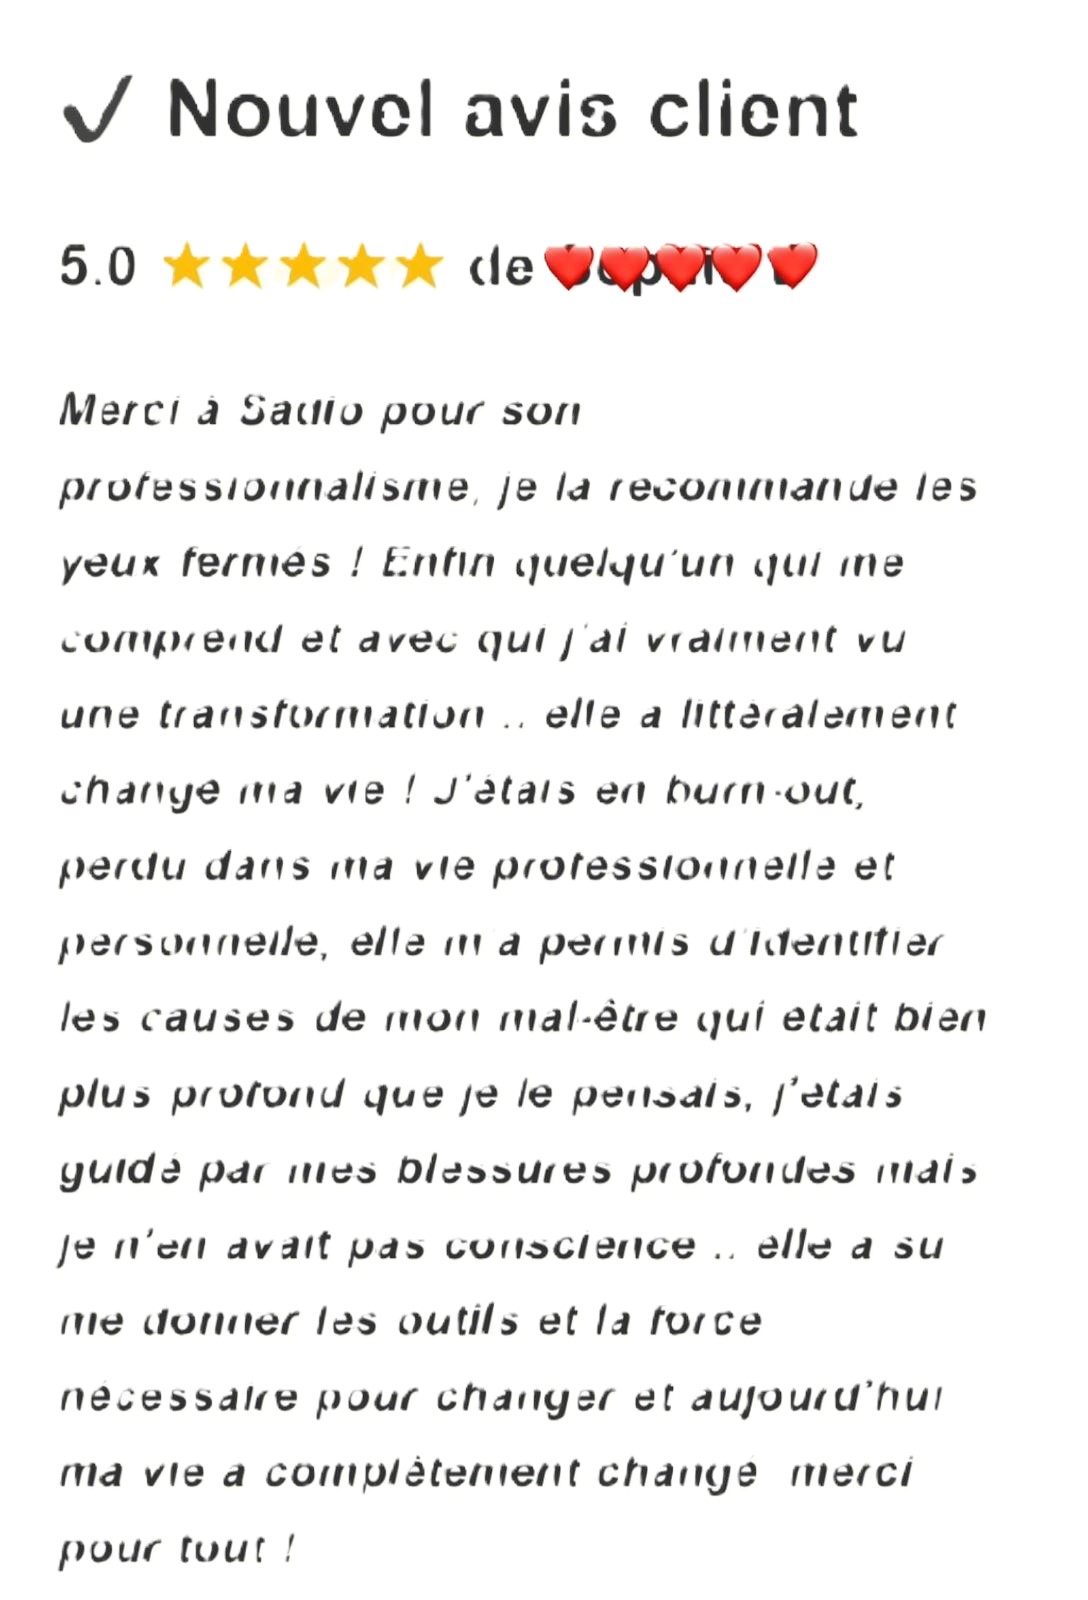 ✓ Nouvel avis client
5.0 ★★★★★ de
Merci à Sadio pour son
professionnalisme, je la recommande les
yeux fermés ! Enfin quelqu'un qui me
comprend et avec qui j'ai vraiment vu
une transformation .. elle a littéralement
changé ma vie ! J'étais en burn-out,
perdu dans ma vie professionnelle et
personnelle, elle m'a permis d'identifier
les causes de mon mal-être qui était bien
plus profond que je le pensais, j'étais
guidé par mes blessures profondes mais
je n'en avait pas conscience .. elle a su
me donner les outils et la force
nécessaire pour changer et aujourd'hui
ma vie a complètement changé merci
pour tout !